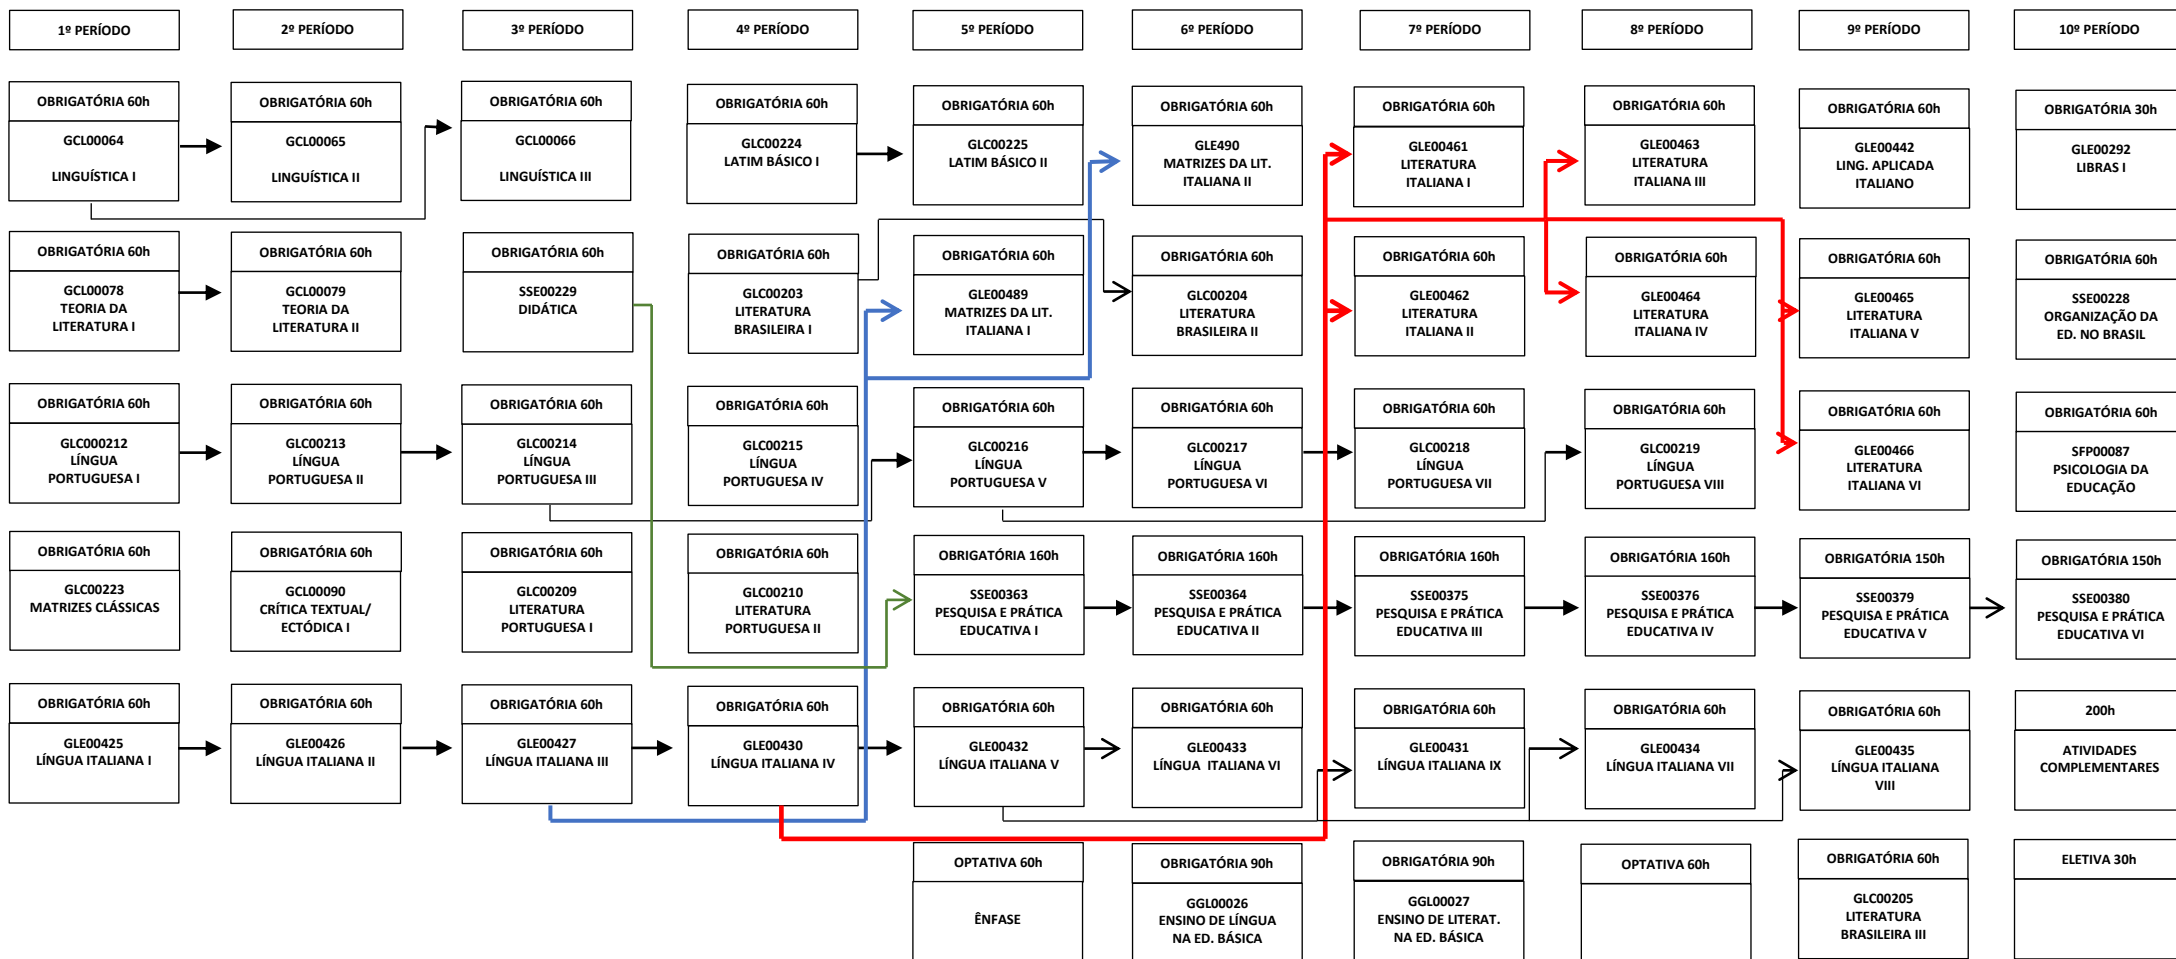 1º PERÍODO
2º PERÍODO
3º PERÍODO
4º PERÍODO
5º PERÍODO
6º PERÍODO
7º PERÍODO
8º PERÍODO
9º PERÍODO
10º PERÍODO
OBRIGATÓRIA 60h
GCL00064
LINGUÍSTICA I
OBRIGATÓRIA 60h
GCL00065
LINGUÍSTICA II
OBRIGATÓRIA 60h
GCL00066
LINGUÍSTICA III
OBRIGATÓRIA 60h
GLC00224
LATIM BÁSICO I
OBRIGATÓRIA 60h
GLC00225
LATIM BÁSICO II
OBRIGATÓRIA 60h
GLE490
MATRIZES DA LIT.
ITALIANA II
OBRIGATÓRIA 60h
GLE00461
LITERATURA
ITALIANA I
OBRIGATÓRIA 60h
GLE00463
LITERATURA
ITALIANA III
OBRIGATÓRIA 60h
GLE00442
LING. APLICADA
ITALIANO
OBRIGATÓRIA 30h
GLE00292
LIBRAS I
OBRIGATÓRIA 60h
GCL00078
TEORIA DA
LITERATURA I
OBRIGATÓRIA 60h
GCL00079
TEORIA DA
LITERATURA II
OBRIGATÓRIA 60h
SSE00229
DIDÁTICA
OBRIGATÓRIA 60h
GLC00203
LITERATURA
BRASILEIRA I
OBRIGATÓRIA 60h
GLE00489
MATRIZES DA LIT.
ITALIANA I
OBRIGATÓRIA 60h
GLC00204
LITERATURA
BRASILEIRA II
OBRIGATÓRIA 60h
GLE00462
LITERATURA
ITALIANA II
OBRIGATÓRIA 60h
GLE00464
LITERATURA
ITALIANA IV
OBRIGATÓRIA 60h
GLE00465
LITERATURA
ITALIANA V
OBRIGATÓRIA 60h
SSE00228
ORGANIZAÇÃO DA
ED. NO BRASIL
OBRIGATÓRIA 60h
GLC000212
LÍNGUA
PORTUGUESA I
OBRIGATÓRIA 60h
GLC00213
LÍNGUA
PORTUGUESA II
OBRIGATÓRIA 60h
GLC00214
LÍNGUA
PORTUGUESA III
OBRIGATÓRIA 60h
GLC00215
LÍNGUA
PORTUGUESA IV
OBRIGATÓRIA 60h
GLC00216
LÍNGUA
PORTUGUESA V
OBRIGATÓRIA 60h
GLC00217
LÍNGUA
PORTUGUESA VI
OBRIGATÓRIA 60h
GLC00218
LÍNGUA
PORTUGUESA VII
OBRIGATÓRIA 60h
GLC00219
LÍNGUA
PORTUGUESA VIII
OBRIGATÓRIA 60h
GLE00466
LITERATURA
ITALIANA VI
OBRIGATÓRIA 60h
SFP00087
PSICOLOGIA DA
EDUCAÇÃO
OBRIGATÓRIA 60h
GLC00223
MATRIZES CLÁSSICAS
OBRIGATÓRIA 60h
GCL00090
CRÍTICA TEXTUAL/
ECTÓDICA I
OBRIGATÓRIA 60h
GLC00209
LITERATURA
PORTUGUESA I
OBRIGATÓRIA 60h
GLC00210
LITERATURA
PORTUGUESA II
OBRIGATÓRIA 160h
SSE00363
PESQUISA E PRÁTICA
EDUCATIVA I
OBRIGATÓRIA 160h
SSE00364
PESQUISA E PRÁTICA
EDUCATIVA II
OBRIGATÓRIA 160h
SSE00375
PESQUISA E PRÁTICA
EDUCATIVA III
OBRIGATÓRIA 160h
SSE00376
PESQUISA E PRÁTICA
EDUCATIVA IV
OBRIGATÓRIA 150h
SSE00379
PESQUISA E PRÁTICA
EDUCATIVA V
OBRIGATÓRIA 150h
SSE00380
PESQUISA E PRÁTICA
EDUCATIVA VI
OBRIGATÓRIA 60h
GLE00425
LÍNGUA ITALIANA I
OBRIGATÓRIA 60h
GLE00426
LÍNGUA ITALIANA II
OBRIGATÓRIA 60h
GLE00427
LÍNGUA ITALIANA III
OBRIGATÓRIA 60h
GLE00430
LÍNGUA ITALIANA IV
OBRIGATÓRIA 60h
GLE00432
LÍNGUA ITALIANA V
OBRIGATÓRIA 60h
GLE00433
LÍNGUA ITALIANA VI
OBRIGATÓRIA 60h
GLE00431
LÍNGUA ITALIANA IX
OBRIGATÓRIA 60h
GLE00434
LÍNGUA ITALIANA VII
OBRIGATÓRIA 60h
GLE00435
LÍNGUA ITALIANA
VIII
200h
ATIVIDADES
COMPLEMENTARES
OPTATIVA 60h
ÊNFASE
OBRIGATÓRIA 90h
GGL00026
ENSINO DE LÍNGUA
NA ED. BÁSICA
OBRIGATÓRIA 90h
GGL00027
ENSINO DE LITERAT.
NA ED. BÁSICA
OPTATIVA 60h
OBRIGATÓRIA 60h
GLC00205
LITERATURA
BRASILEIRA III
ELETIVA 30h